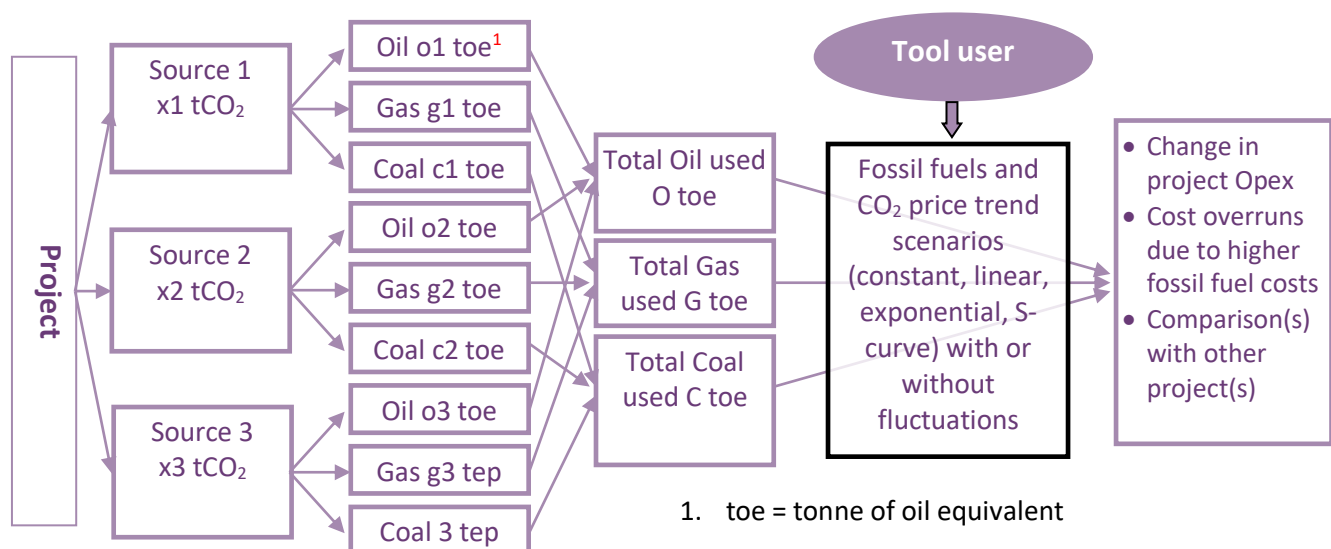 Project
Source 1
x1 tCO₂
Source 2
x2 tCO₂
Source 3
x3 tCO₂
Oil o1 toe¹
Gas g1 toe
Coal c1 toe
Oil o2 toe
Gas g2 toe
Coal c2 toe
Oil o3 toe
Gas g3 tep
Coal 3 tep
Total Oil used
O toe
Total Gas
used G toe
Total Coal
used C toe
Tool user
Fossil fuels and
CO₂ price trend
scenarios
(constant, linear,
exponential, S-
curve) with or
without
fluctuations
• Change in
project Opex
• Cost overruns
due to higher
fossil fuel costs
• Comparison(s)
with other
project(s)
1. toe = tonne of oil equivalent